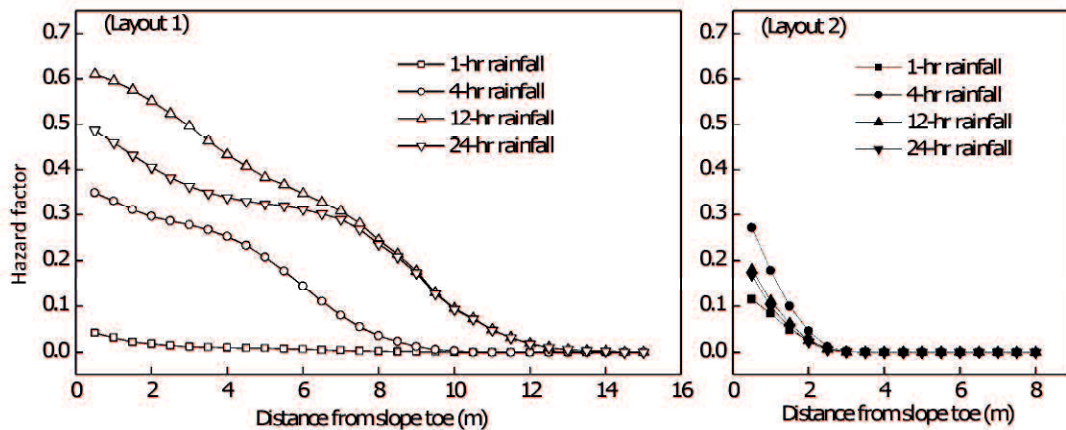 (Layout 1)
1-hr rainfall
4-hr rainfall
12-hr rainfall
24-hr rainfall
Hazard factor
0.7
0.6
0.5
0.4
0.3
0.2
0.1
0.0
0 2 4 6 8 10 12 14 16
Distance from slope toe (m)
(Layout 2)
1-hr rainfall
4-hr rainfall
12-hr rainfall
24-hr rainfall
0.7
0.6
0.5
0.4
0.3
0.2
0.1
0.0
0 2 4 6 8
Distance from slope toe (m)